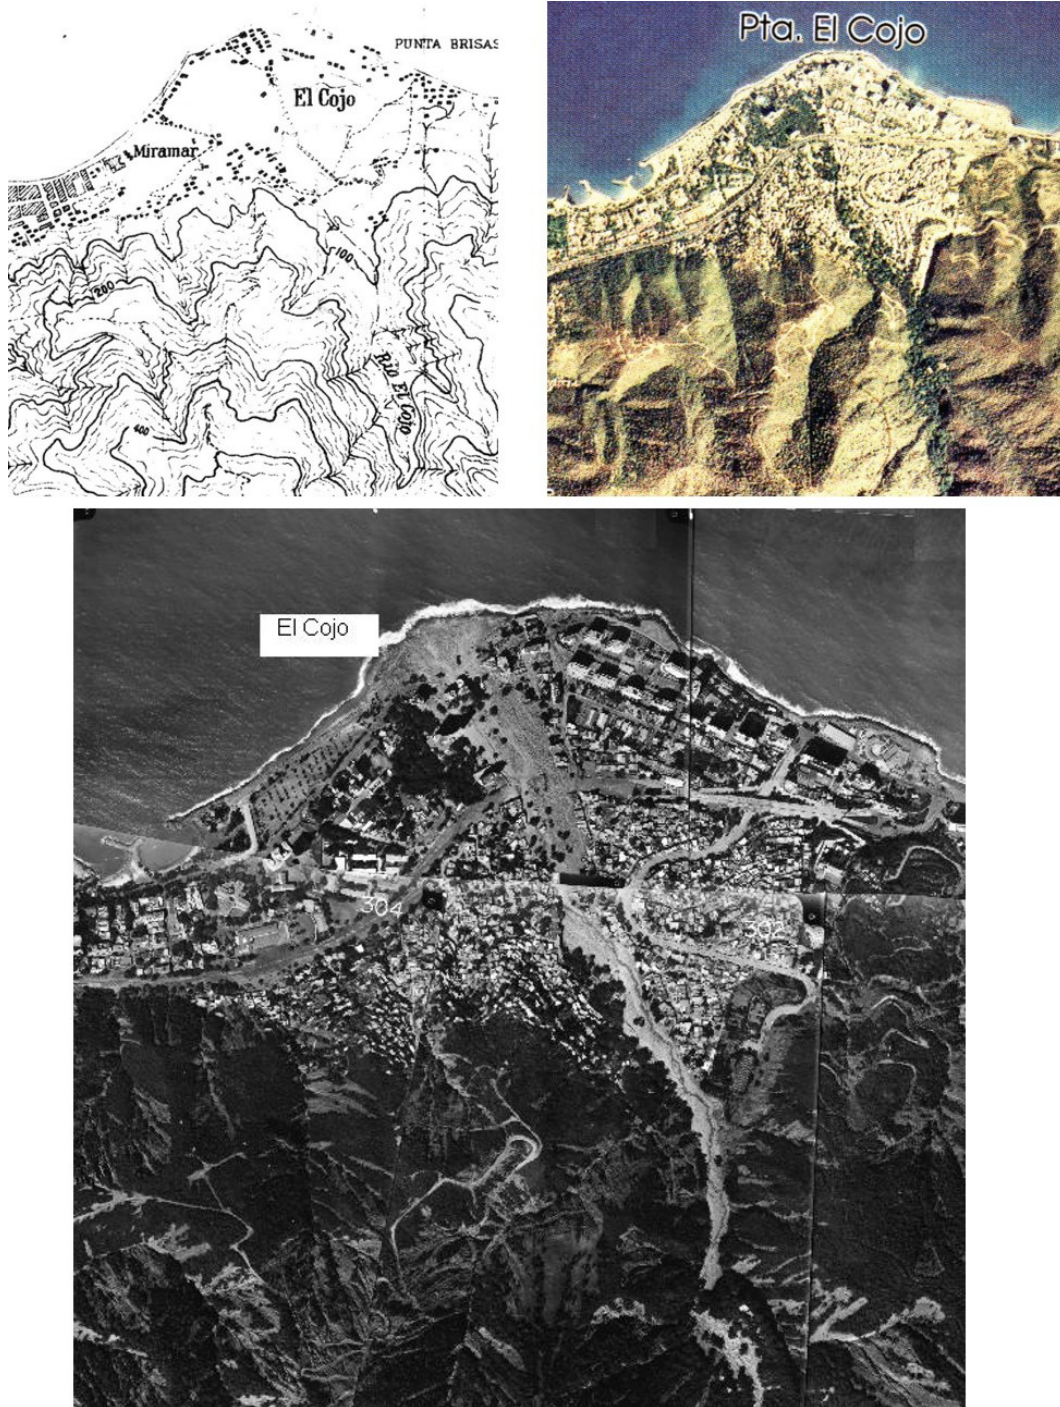 PUNTA BRISAS
El Cojo
Miramar
100
200
Río El Cojo
400
Pta. El Cojo
El Cojo
304
302